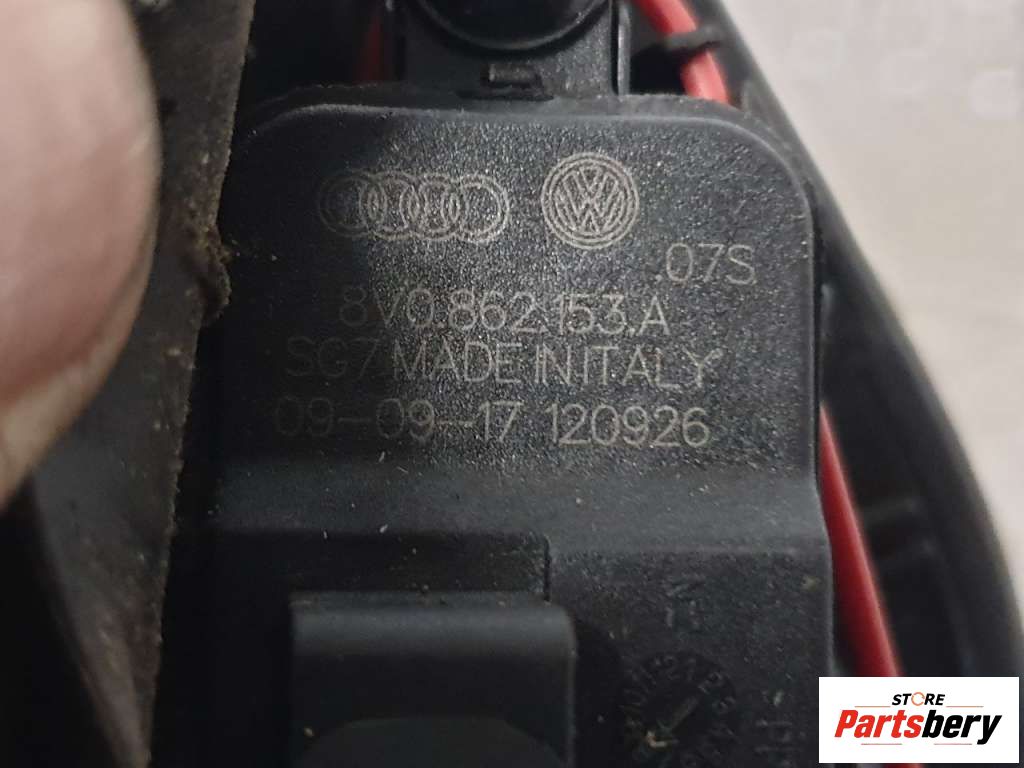 07S
8V0.862.153.A
SG7 MADE IN ITALY
09-09-17 120926
STORE
Partsbery